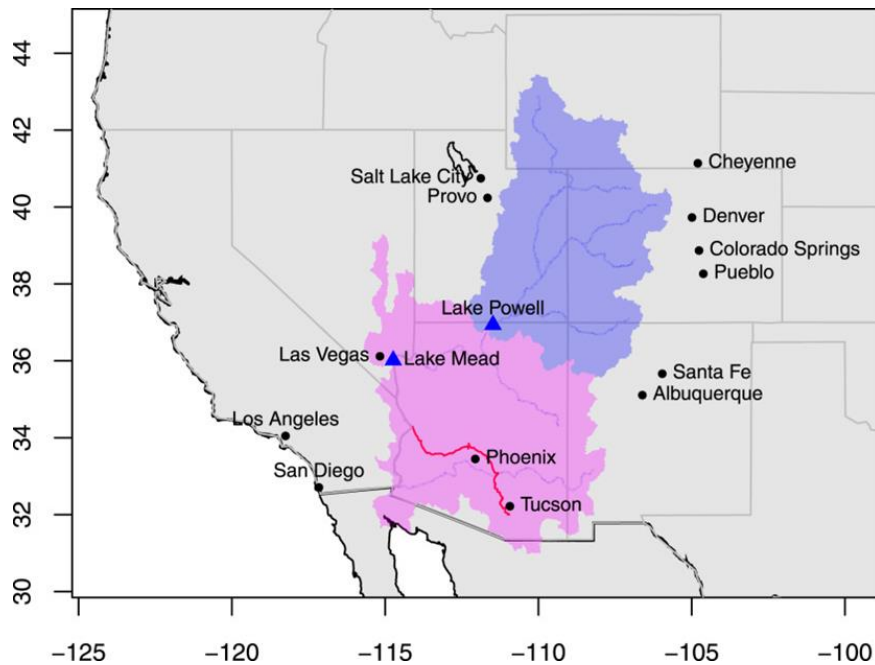 44
42
40
38
36
34
32
30
Cheyenne
Salt Lake City
Provo
Denver
Colorado Springs
Pueblo
Lake Powell
Las Vegas
Lake Mead
Santa Fe
Albuquerque
Los Angeles
Phoenix
San Diego
Tucson
−125
−120
−115
−110
−105
−100